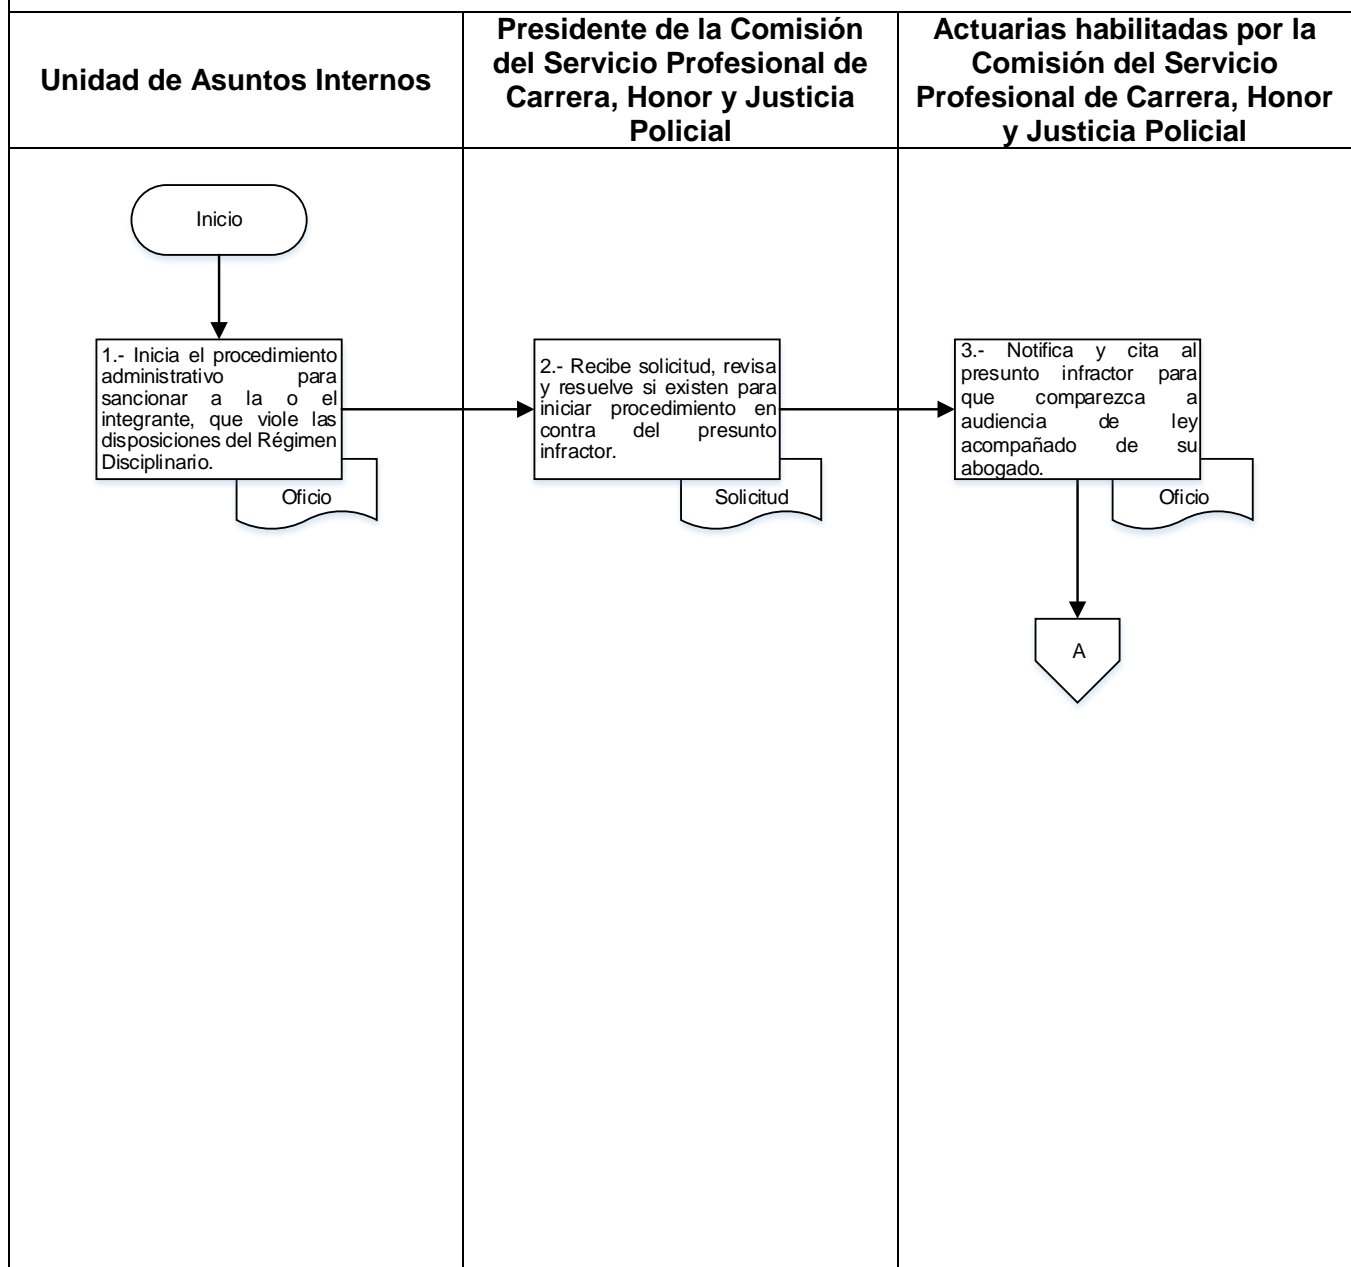 Unidad de Asuntos Internos
Presidente de la Comisión
del Servicio Profesional de
Carrera, Honor y Justicia
Policial
Actuarias habilitadas por la
Comisión del Servicio
Profesional de Carrera, Honor
y Justicia Policial
Inicio
1.- Inicia el procedimiento
administrativo para
sancionar a la o el
integrante, que viole las
disposiciones del Régimen
Disciplinario.
Oficio
2.- Recibe solicitud, revisa
y resuelve si existen para
iniciar procedimiento en
contra del presunto
infractor.
Solicitud
3.- Notifica y cita al
presunto infractor para
que comparezca a
audiencia de ley
acompañado de su
abogado.
Oficio
A